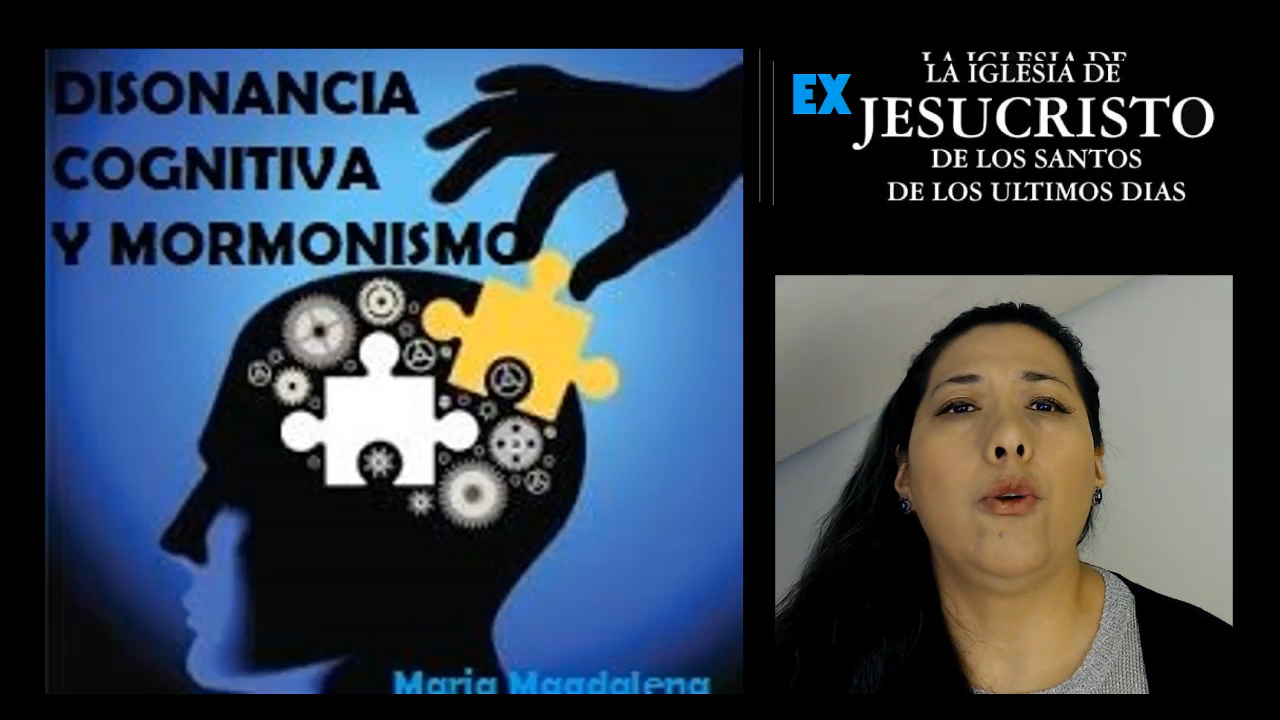 DISONANCIA
COGNITIVA
Y MORMONISMO
Maria Magdalena
LA IGLESIA DE
LA IGLESIA DE
EX JESUCRISTO
DE LOS SANTOS
DE LOS ULTIMOS DIAS